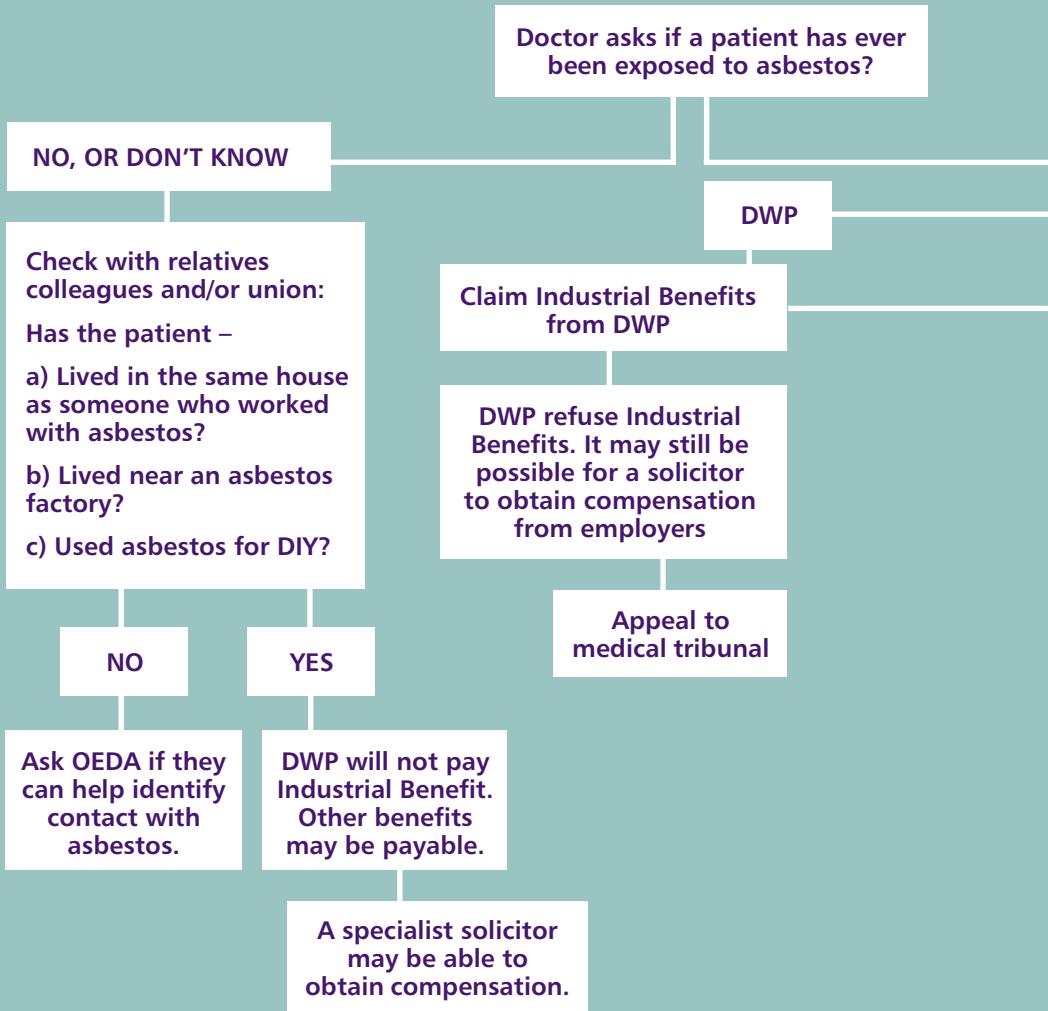 Doctor asks if a patient has ever
been exposed to asbestos?
NO, OR DON'T KNOW
Check with relatives
colleagues and/or union:
Has the patient –
a) Lived in the same house
as someone who worked
with asbestos?
b) Lived near an asbestos
factory?
c) Used asbestos for DIY?
NO
YES
Ask OEDA if they
can help identify
contact with
asbestos.
DWP will not pay
Industrial Benefit.
Other benefits
may be payable.
A specialist solicitor
may be able to
obtain compensation.
DWP
Claim Industrial Benefits
from DWP
DWP refuse Industrial
Benefits. It may still be
possible for a solicitor
to obtain compensation
from employers
Appeal to
medical tribunal